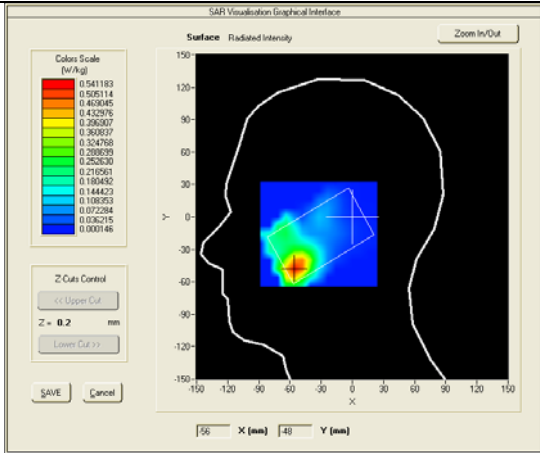 SAR Visualisation Graphical Interface
Surface Radiated Intensity
Zoom In/Out
Colors Scale
(W/kg)
0.541183
0.505114
0.469045
0.432976
0.396907
0.360837
0.324768
0.288699
0.252630
0.216561
0.180492
0.144423
0.108353
0.072284
0.036215
0.000146
150
120
90
60
30
0
-30
-60
-90
-120
-150
Y
-150 -120 -90 -60 -30 0 30 60 90 120 150
X
Z Cuts Control
<< Upper Cut
Z = 0.2 mm
Lower Cut >>
SAVE Cancel
-56 X (mm) -48 Y (mm)